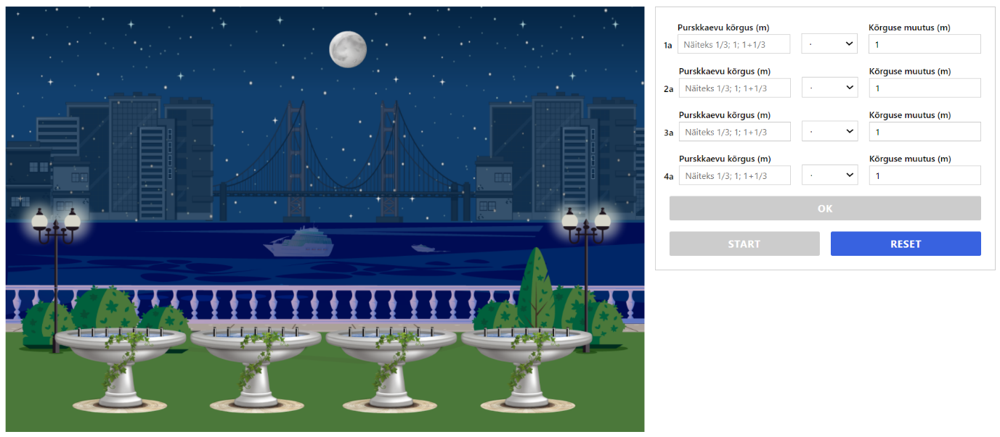 Purskkaevu kõrgus (m) Kõrguse muutus (m)
1a Näiteks 1/3; 1; 1+1/3 · 1
Purskkaevu kõrgus (m) Kõrguse muutus (m)
2a Näiteks 1/3; 1; 1+1/3 · 1
Purskkaevu kõrgus (m) Kõrguse muutus (m)
3a Näiteks 1/3; 1; 1+1/3 · 1
Purskkaevu kõrgus (m) Kõrguse muutus (m)
4a Näiteks 1/3; 1; 1+1/3 · 1
OK
START RESET